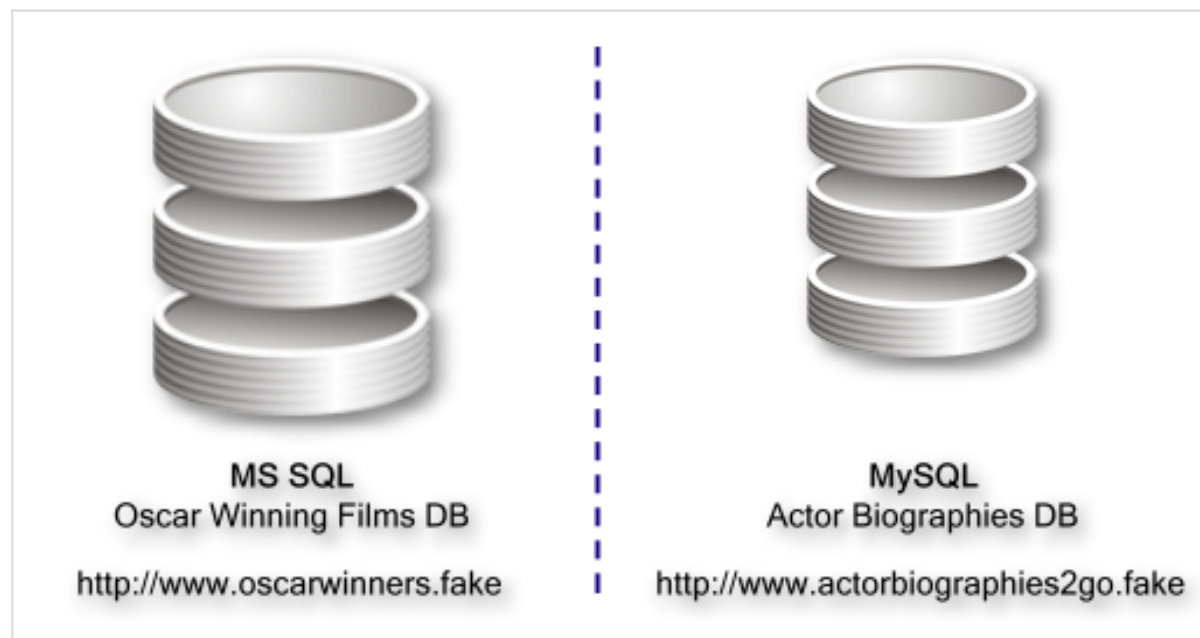 MS SQL
Oscar Winning Films DB
http://www.oscarwinners.fake
MySQL
Actor Biographies DB
http://www.actorbiographies2go.fake